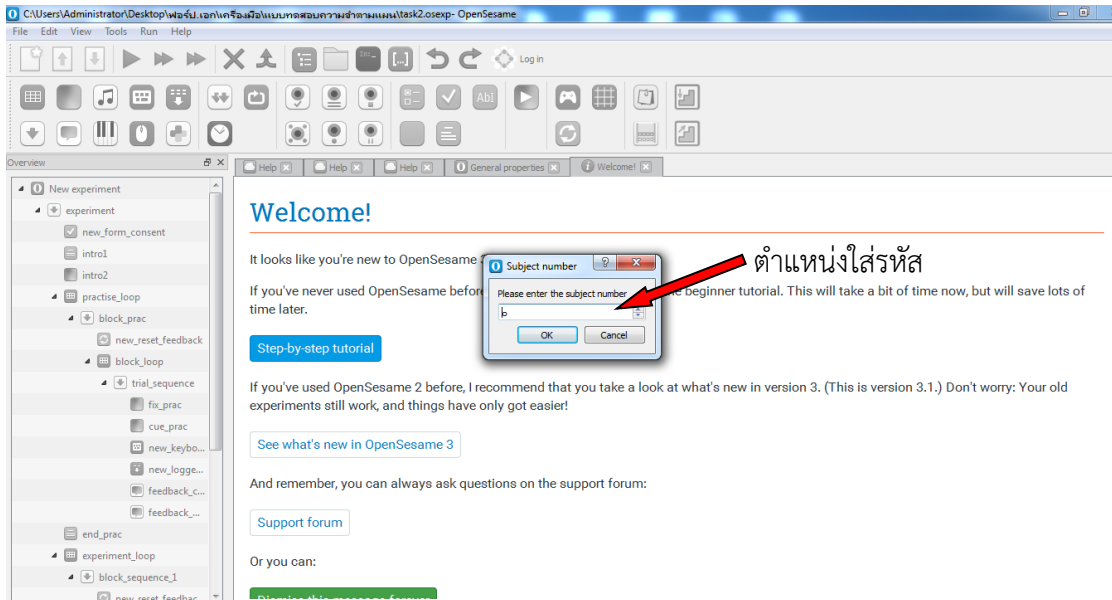 C:\Users\Administrator\Desktop\ฟอร์ป.เอก\เครื่องมือ\แบบทดสอบความจำตามแผน\task2.osexp- OpenSesame
File Edit View Tools Run Help
Log in
AbI
Overview
Help Help Help General properties Welcome!
New experiment
experiment
new_form_consent
intro1
intro2
practise_loop
block_prac
new_reset_feedback
block_loop
trial_sequence
fix_prac
cue_prac
new_keybo...
new_logge...
feedback_c...
feedback_...
end_prac
experiment_loop
block_sequence_1
new_reset_feedbac
Welcome!
It looks like you're new to OpenSesame
If you've never used OpenSesame befor
e beginner tutorial. This will take a bit of time now, but will save lots of
time later.
Step-by-step tutorial
Subject number
Please enter the subject number
OK Cancel
ตำแหน่งใส่รหัส
If you've used OpenSesame 2 before, I recommend that you take a look at what's new in version 3. (This is version 3.1.) Don't worry: Your old
experiments still work, and things have only got easier!
See what's new in OpenSesame 3
And remember, you can always ask questions on the support forum:
Support forum
Or you can:
Dismiss this message forever